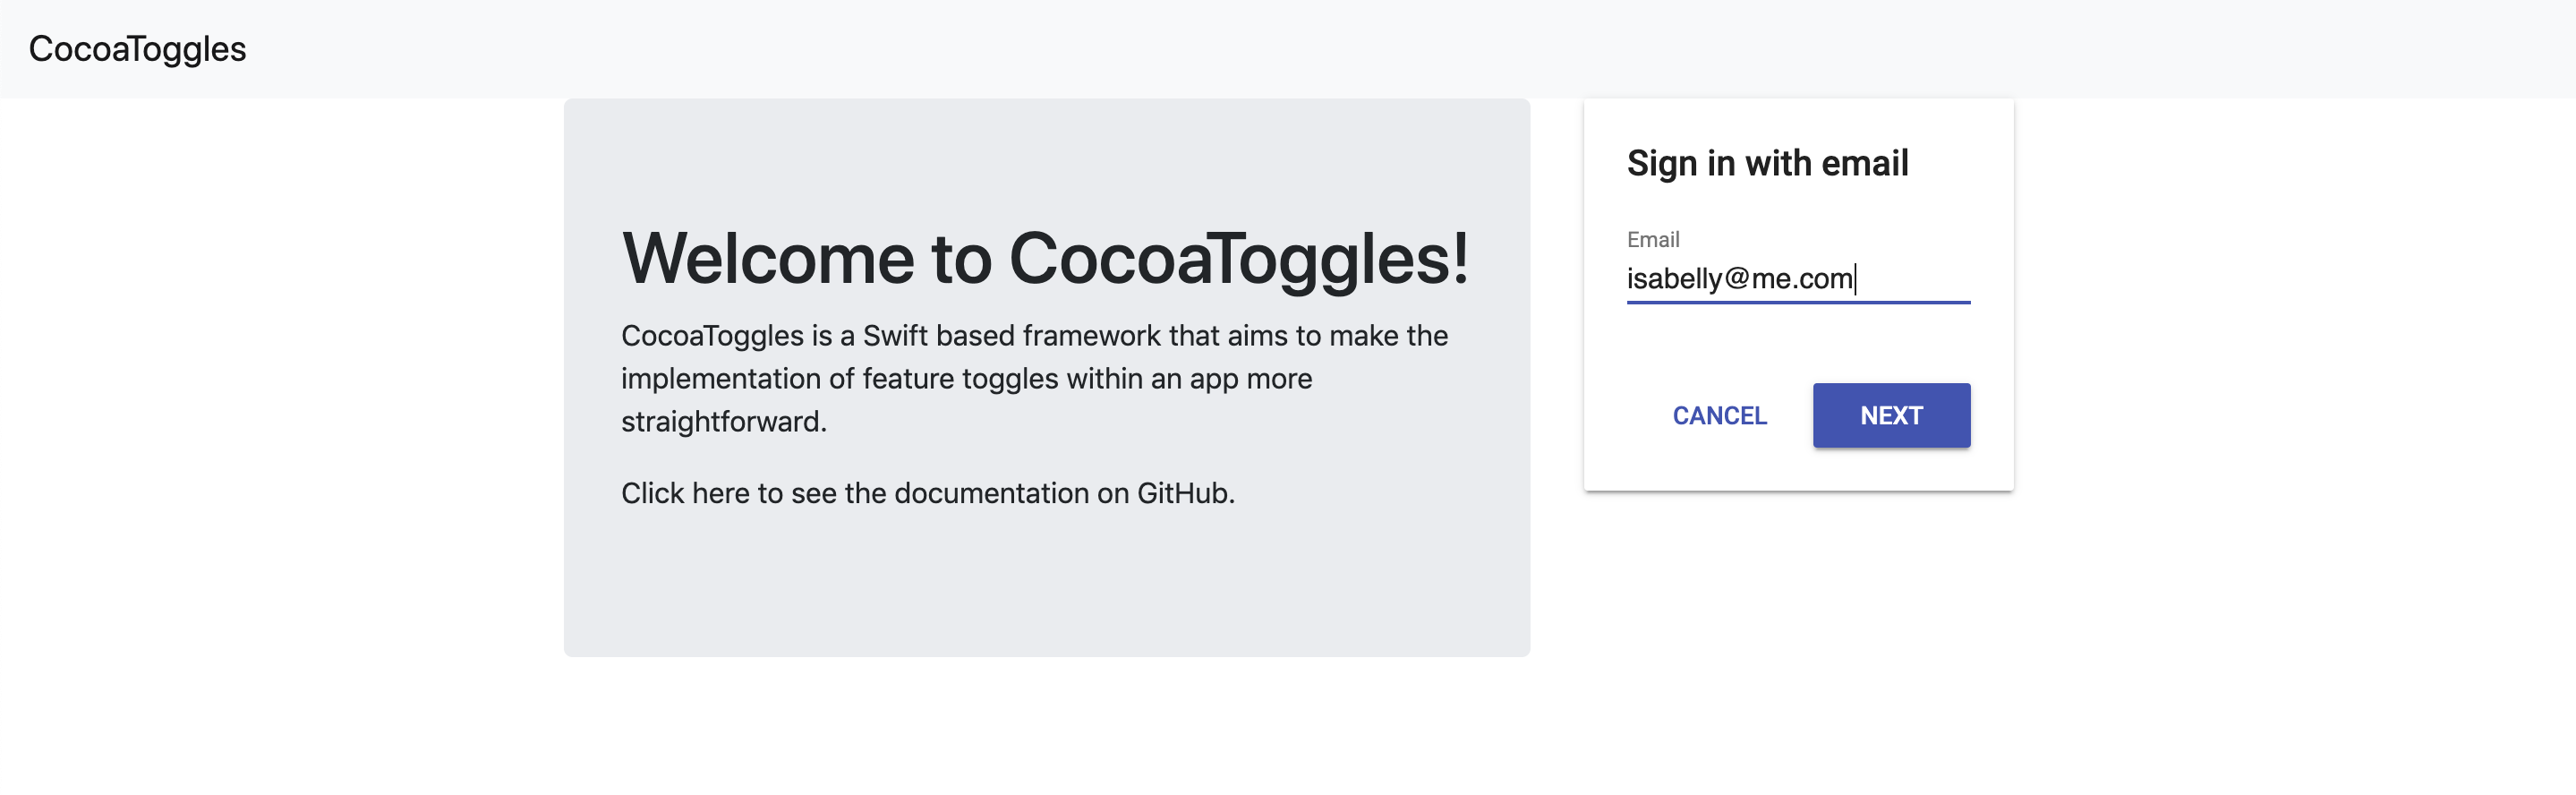 CocoaToggles
Welcome to CocoaToggles!
CocoaToggles is a Swift based framework that aims to make the
implementation of feature toggles within an app more
straightforward.
Click here to see the documentation on GitHub.
Sign in with email
Email
isabelly@me.com
CANCEL
NEXT